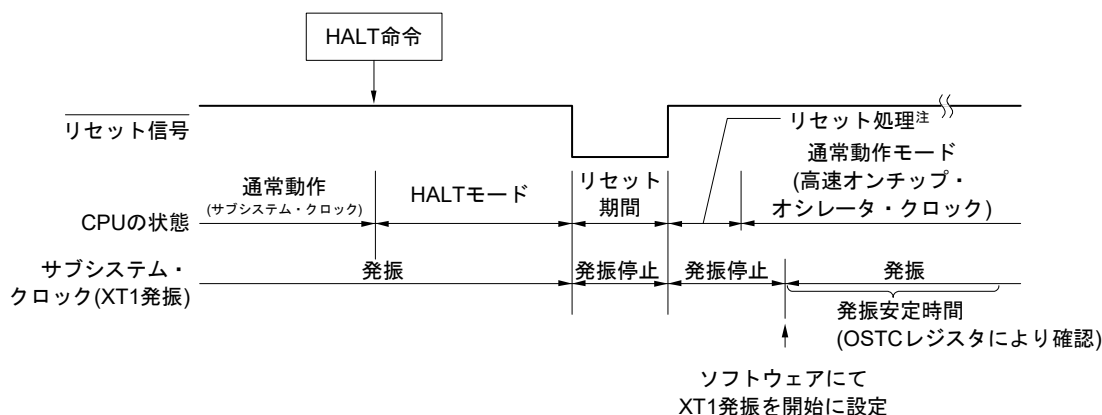 HALT命令
リセット信号
リセット処理注
通常動作
(サブシステム・クロック)
HALTモード
リセット
期間
通常動作モード
(高速オンチップ・
オシレータ・クロック)
CPUの状態
サブシステム・
クロック(XT1発振)
発振
発振停止
発振停止
発振
発振安定時間
(OSTCレジスタにより確認)
ソフトウェアにて
XT1発振を開始に設定